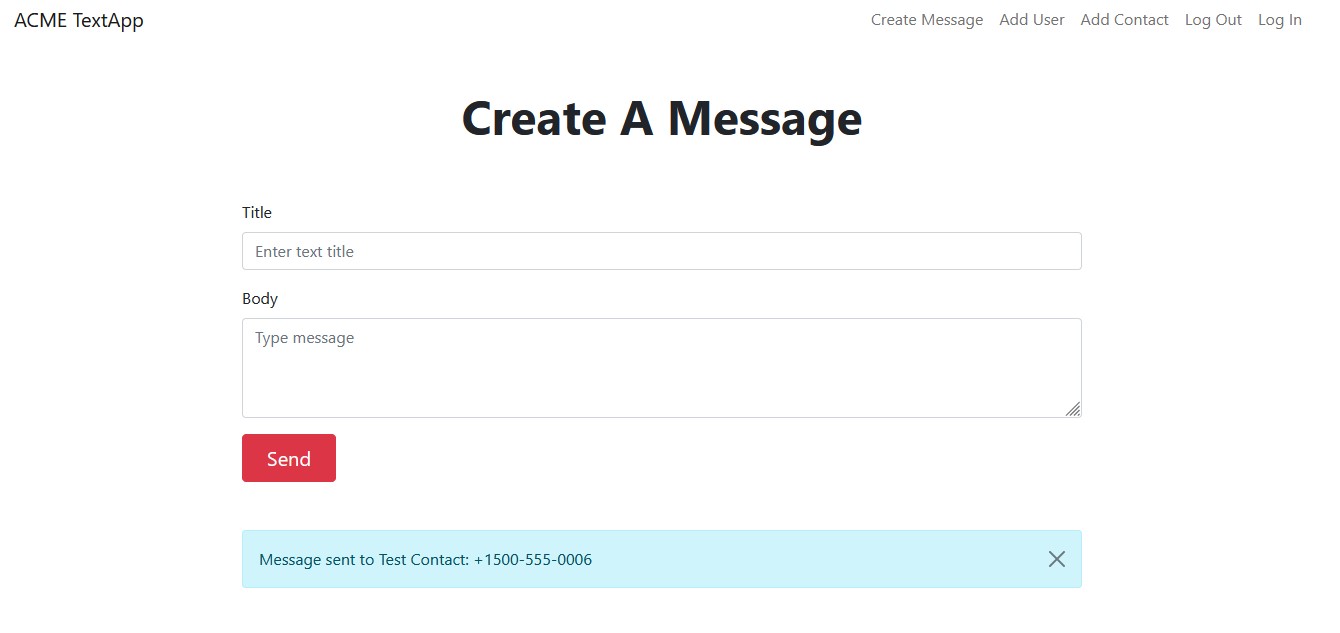 ACME TextApp
Create Message Add User Add Contact Log Out Log In
Create A Message
Title
Enter text title
Body
Type message
Send
Message sent to Test Contact: +1500-555-0006